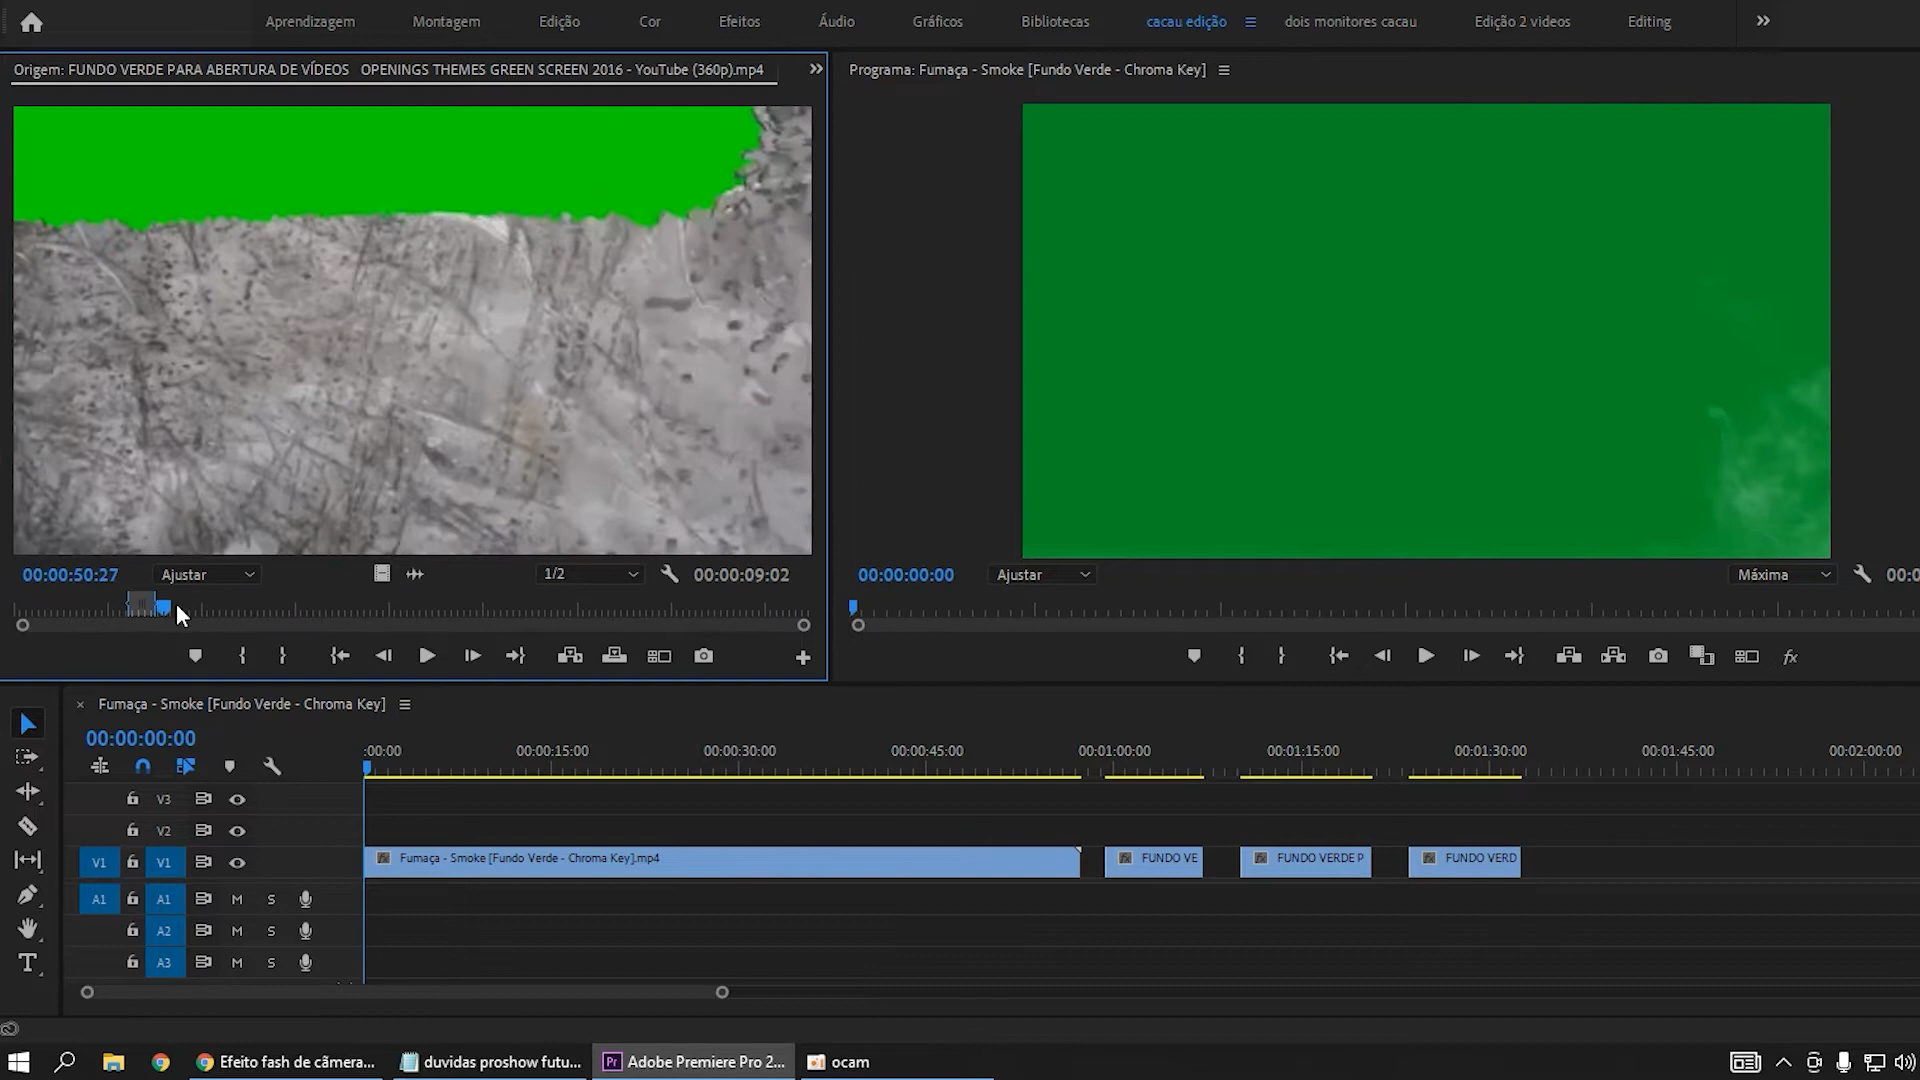 Aprendizagem Montagem Edição Cor Efeitos Áudio Gráficos Bibliotecas cacau edição dois monitores cacau Edição 2 videos Editing
Origem: FUNDO VERDE PARA ABERTURA DE VÍDEOS OPENINGS THEMES GREEN SCREEN 2016 - YouTube (360p).mp4
Programa: Fumaça - Smoke [Fundo Verde - Chroma Key]
00:00:50:27 Ajustar 1/2 00:00:09:02
00:00:00:00 Ajustar Máxima 00:0
Fumaça - Smoke [Fundo Verde - Chroma Key]
00:00:00:00
:00:00 00:00:15:00 00:00:30:00 00:00:45:00 00:01:00:00 00:01:15:00 00:01:30:00 00:01:45:00 00:02:00:00
V3
V2
V1 V1 Fumaça - Smoke [Fundo Verde - Chroma Key].mp4 FUNDO VE FUNDO VERDE P FUNDO VERD
A1 A1 M S
A2 M S
A3 M S
Efeito fash de cãmera... duvidas proshow futu... Pr Adobe Premiere Pro 2... ocam